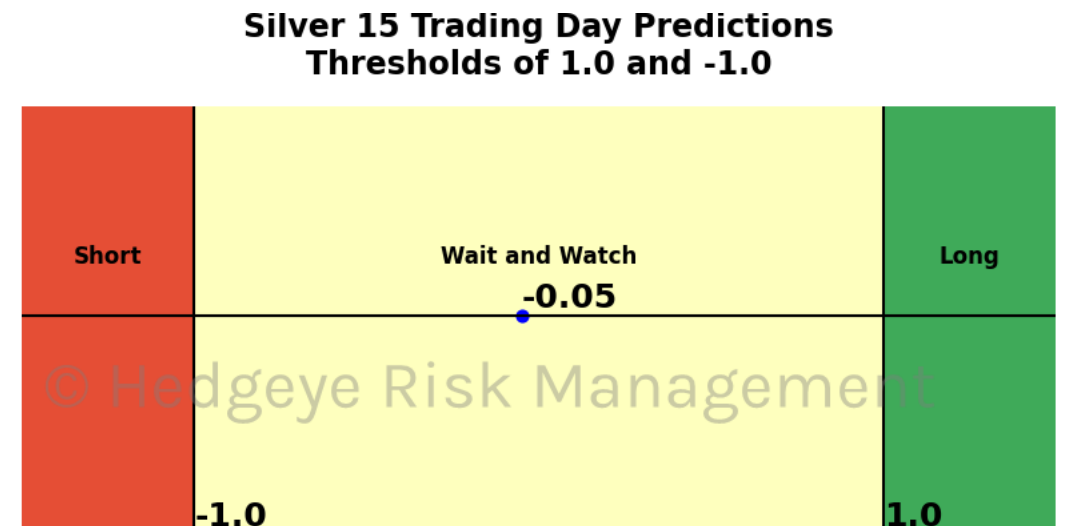 Silver 15 Trading Day Predictions
Thresholds of 1.0 and -1.0
Short
Wait and Watch
Long
-0.05
© Hedgeye Risk Management
-1.0
1.0